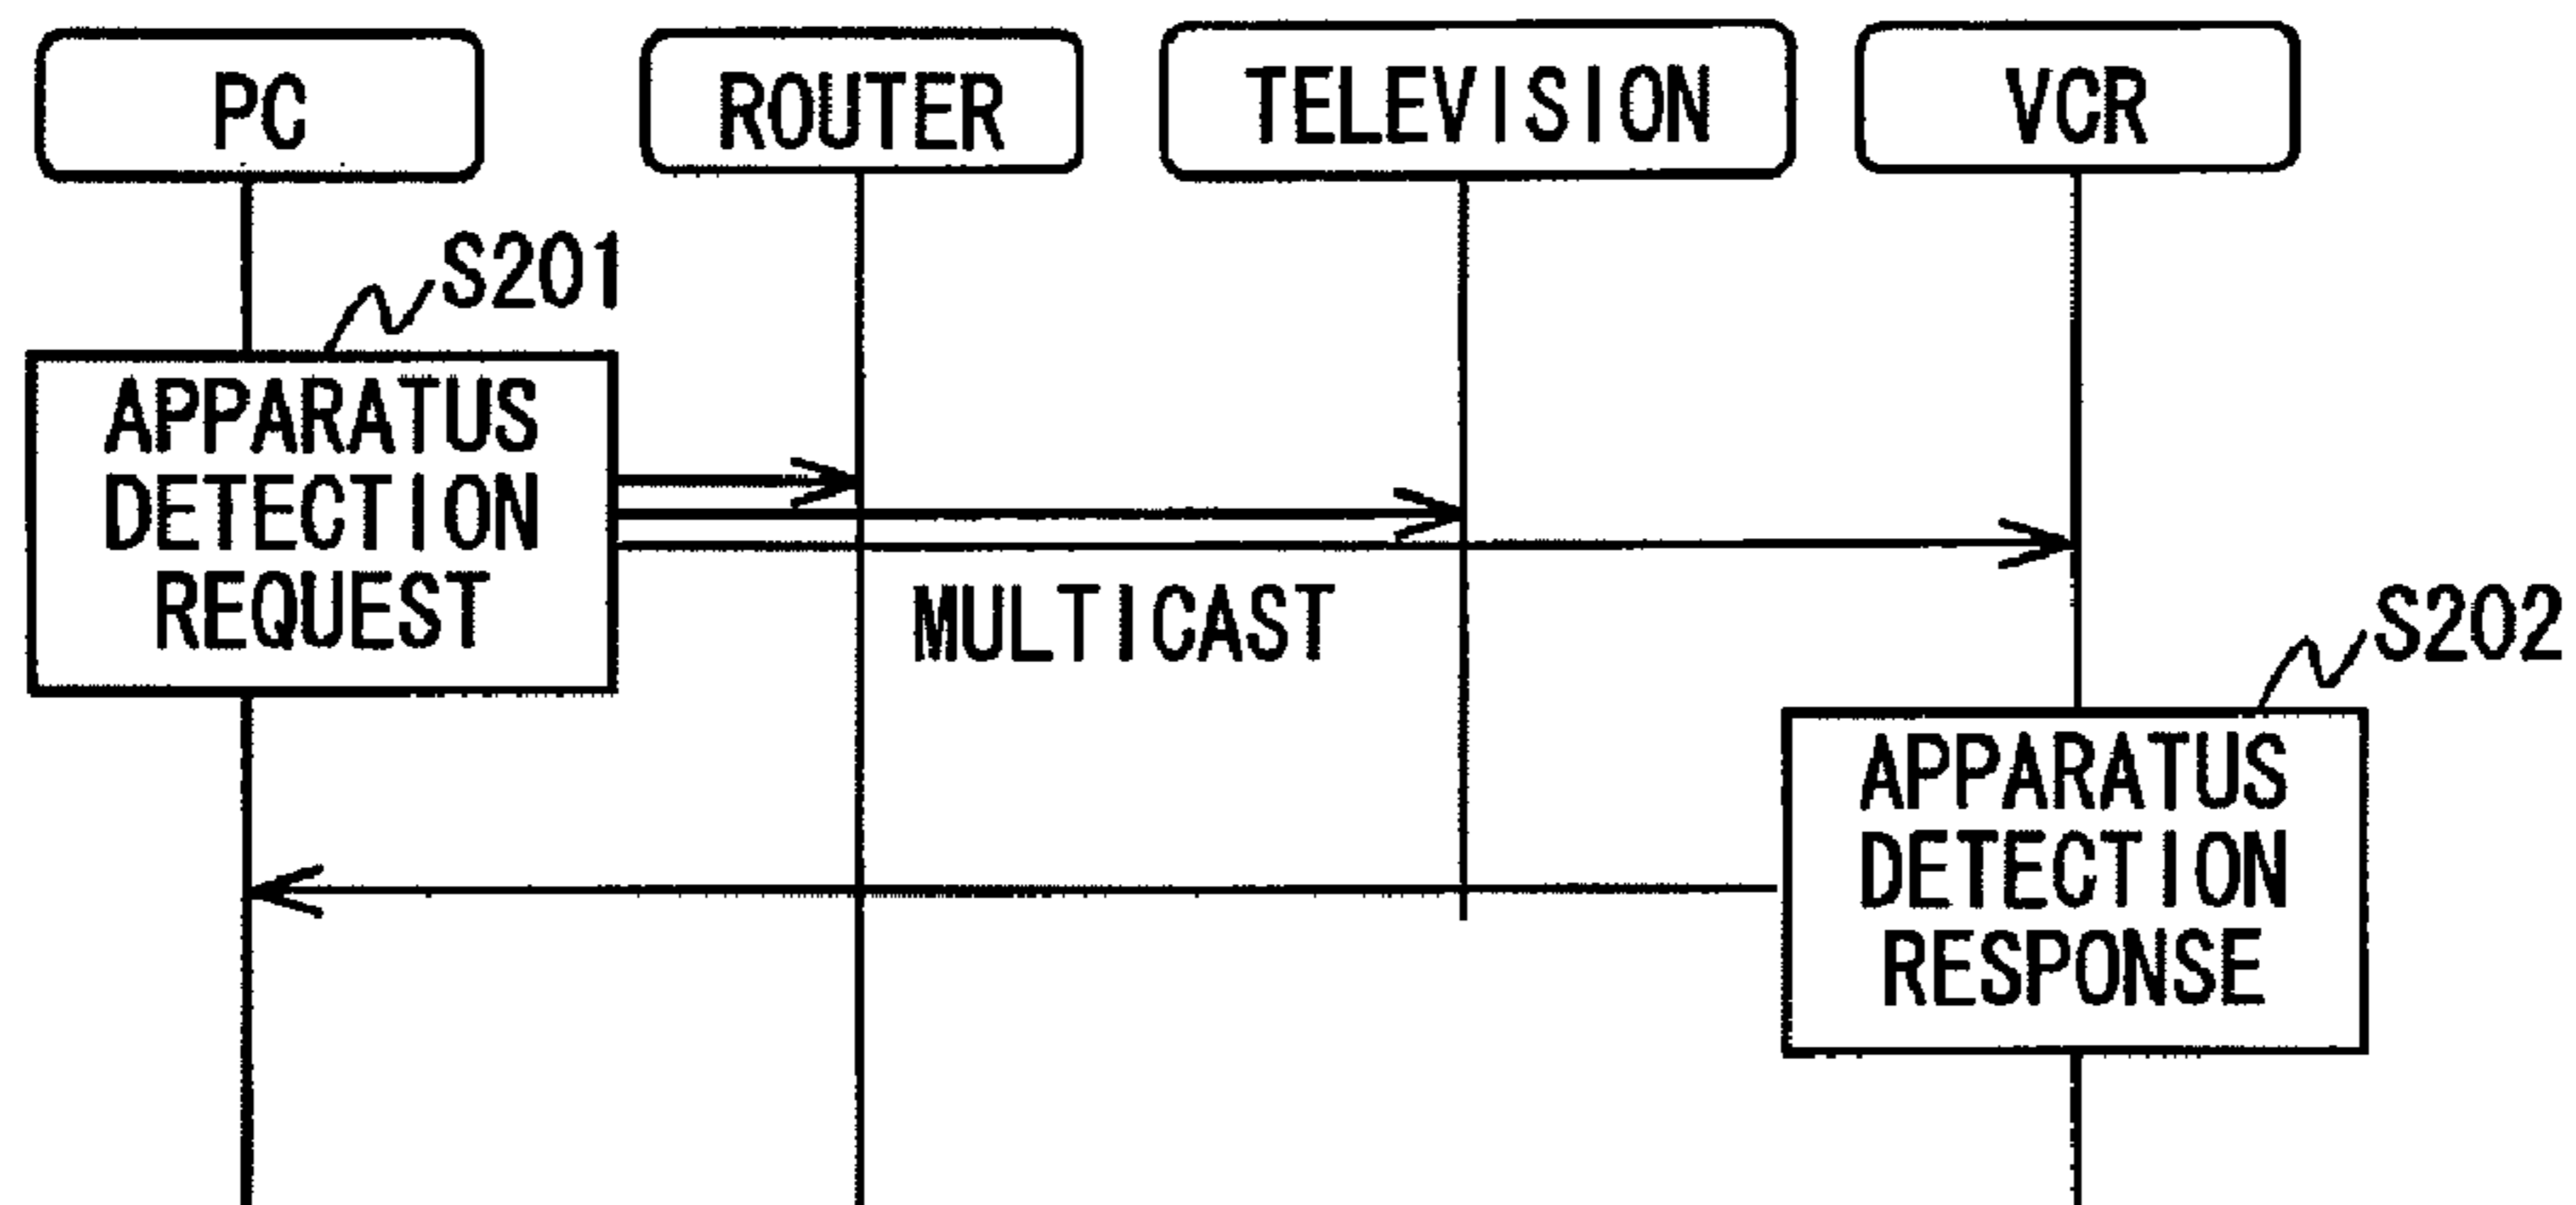 PC
ROUTER
TELEVISION
VCR
S201
APPARATUS
DETECTION
REQUEST
MULTICAST
S202
APPARATUS
DETECTION
RESPONSE